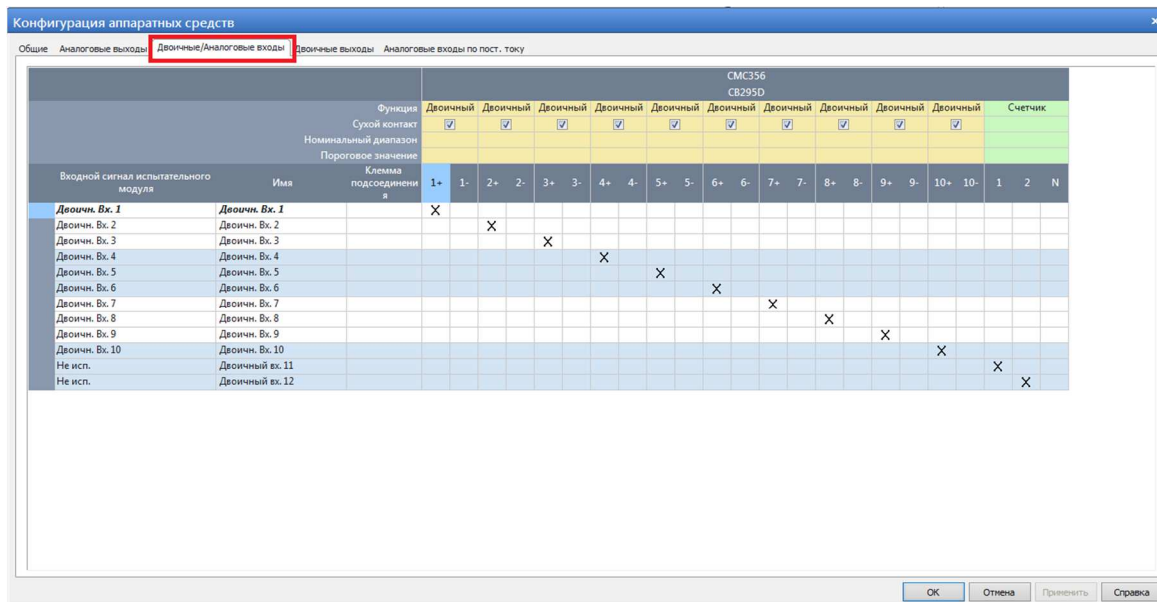 Конфигурация аппаратных средств
Общие Аналоговые выходы Двоичные/Аналоговые входы Двоичные выходы Аналоговые входы по пост. току
CMC356
CB295D
Функция Двоичный Двоичный Двоичный Двоичный Двоичный Двоичный Двоичный Двоичный Двоичный Двоичный Счетчик
Сухой контакт
Номинальный диапазон
Пороговое значение
Входной сигнал испытательного модуля Имя Клемма подсоединения 1+ 1- 2+ 2- 3+ 3- 4+ 4- 5+ 5- 6+ 6- 7+ 7- 8+ 8- 9+ 9- 10+ 10- 1 2 N
Двоичн. Вх. 1 Двоичн. Вх. 1 X
Двоичн. Вх. 2 Двоичн. Вх. 2 X
Двоичн. Вх. 3 Двоичн. Вх. 3 X
Двоичн. Вх. 4 Двоичн. Вх. 4 X
Двоичн. Вх. 5 Двоичн. Вх. 5 X
Двоичн. Вх. 6 Двоичн. Вх. 6 X
Двоичн. Вх. 7 Двоичн. Вх. 7 X
Двоичн. Вх. 8 Двоичн. Вх. 8 X
Двоичн. Вх. 9 Двоичн. Вх. 9 X
Двоичн. Вх. 10 Двоичн. Вх. 10 X
Не исп. Двоичный вх. 11 X
Не исп. Двоичный вх. 12 X
ОК Отмена Применить Справка